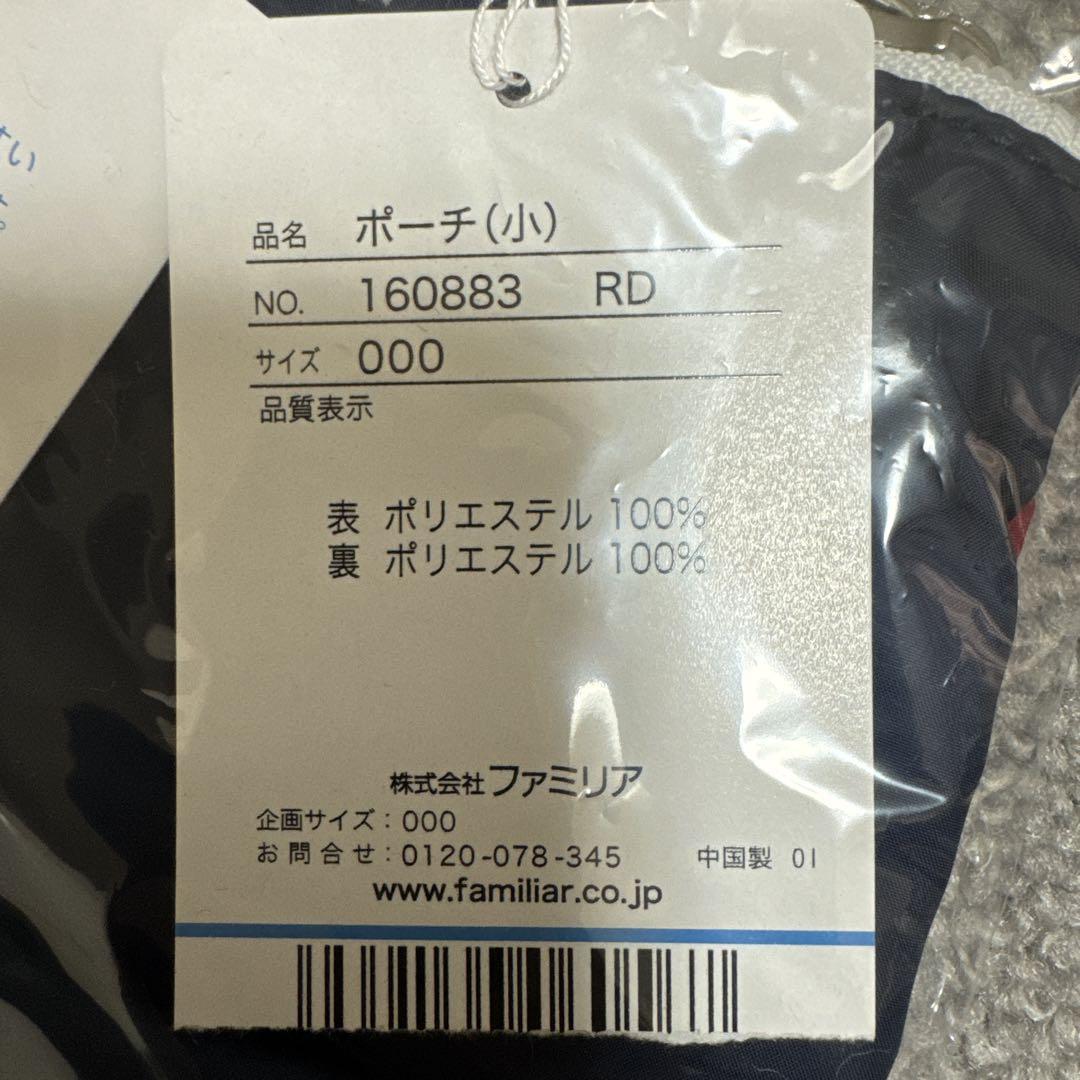 品名 ポーチ(小)
NO. 160883 RD
サイズ 000
品質表示
表 ポリエステル 100%
裏 ポリエステル 100%
株式会社 ファミリア
企画サイズ：000
お問合せ：0120-078-345 中国製 01
www.familiar.co.jp